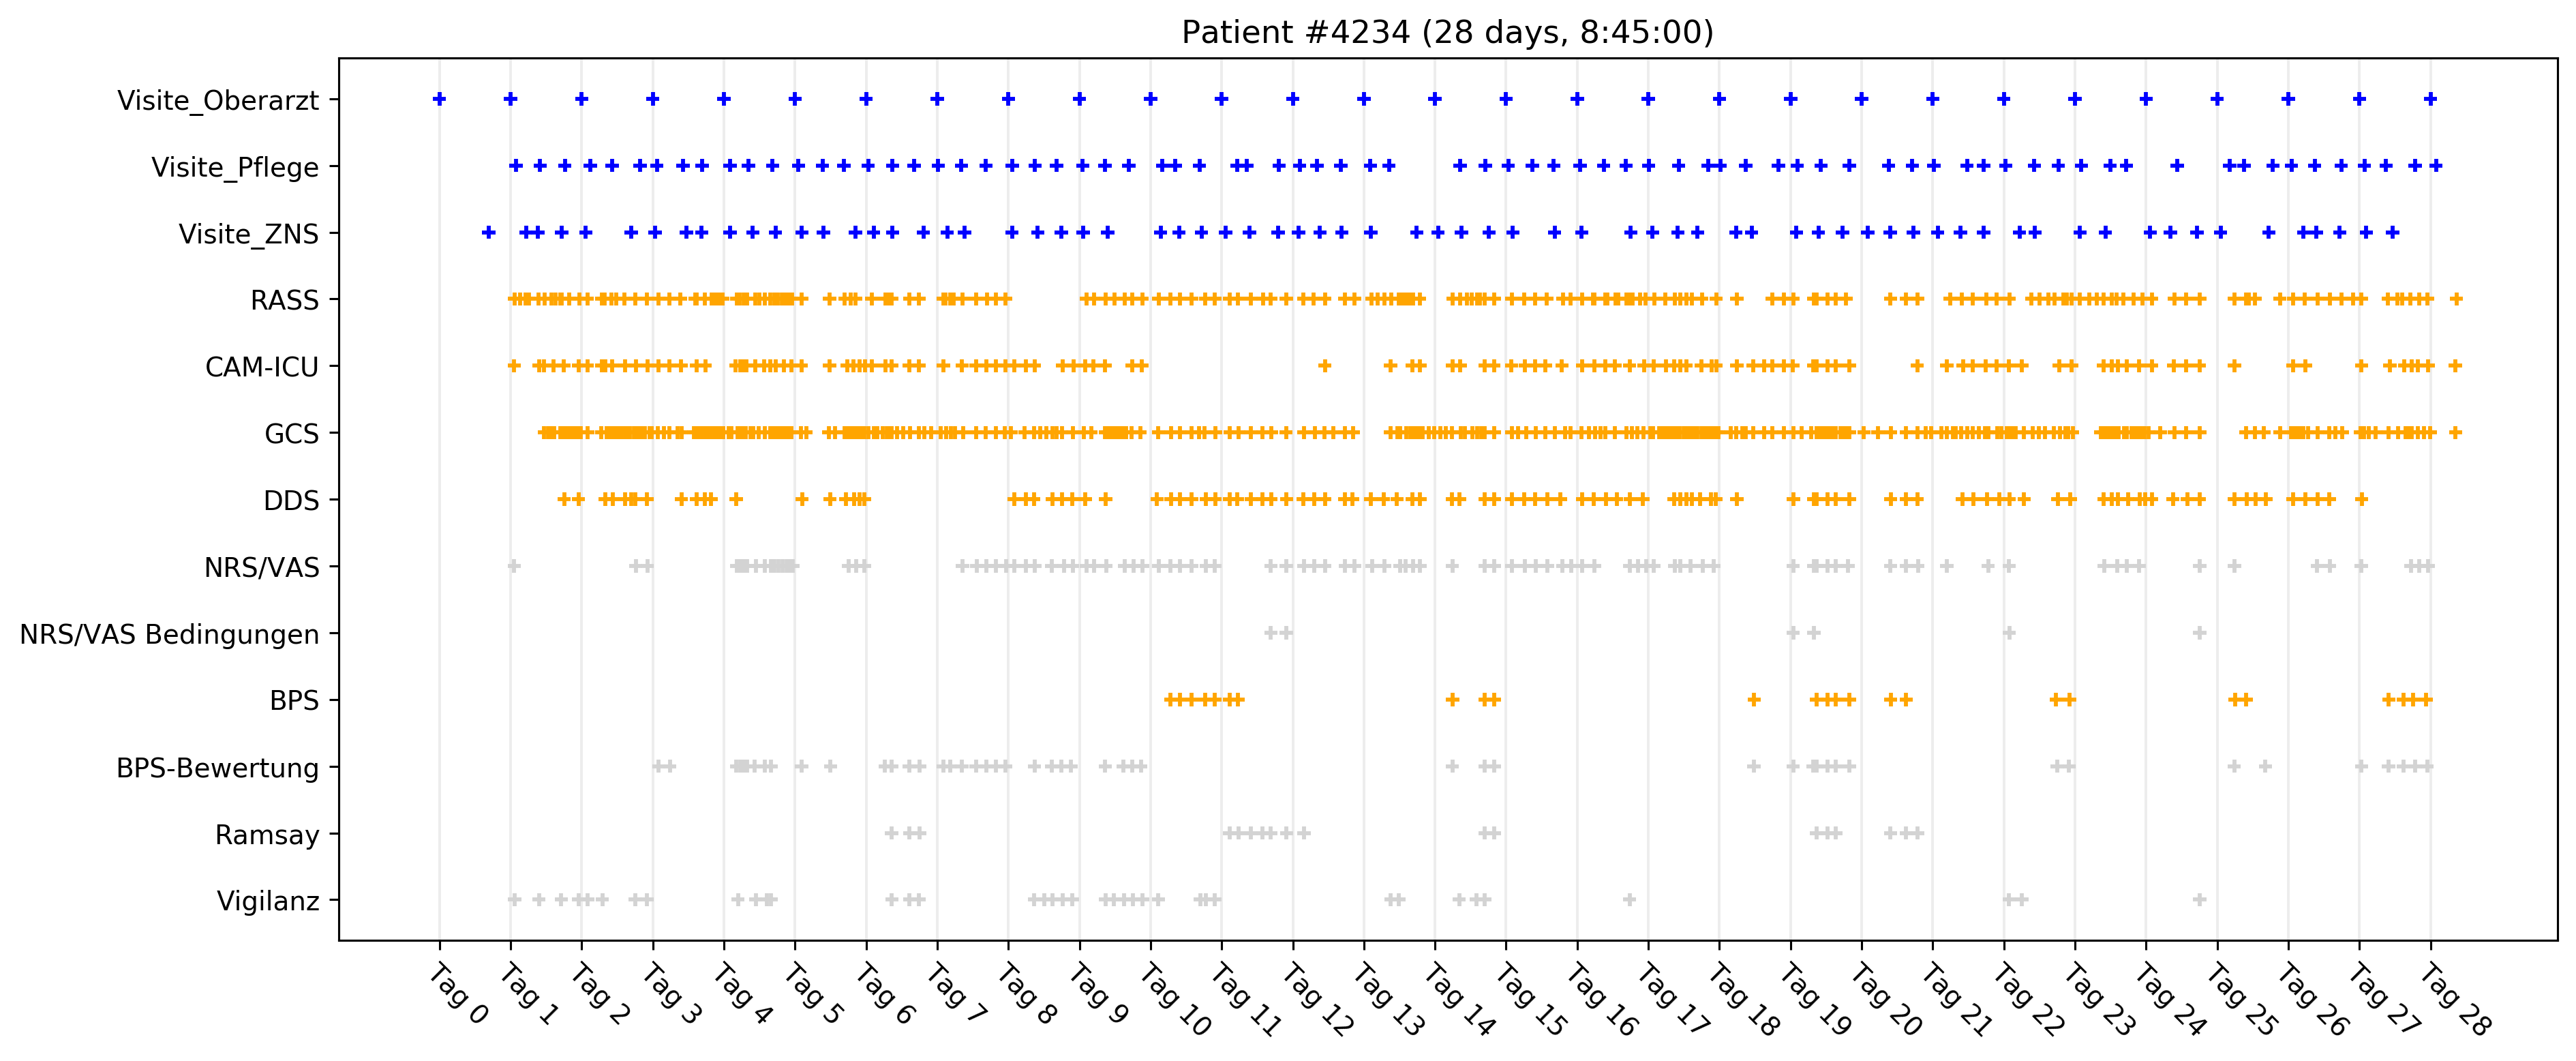 Patient #4234 (28 days, 8:45:00)
Visite_Oberarzt
Visite_Pflege
Visite_ZNS
RASS
CAM-ICU
GCS
DDS
NRS/VAS
NRS/VAS Bedingungen
BPS
BPS-Bewertung
Ramsay
Vigilanz
Tag 0
Tag 1
Tag 2
Tag 3
Tag 4
Tag 5
Tag 6
Tag 7
Tag 8
Tag 9
Tag 10
Tag 11
Tag 12
Tag 13
Tag 14
Tag 15
Tag 16
Tag 17
Tag 18
Tag 19
Tag 20
Tag 21
Tag 22
Tag 23
Tag 24
Tag 25
Tag 26
Tag 27
Tag 28